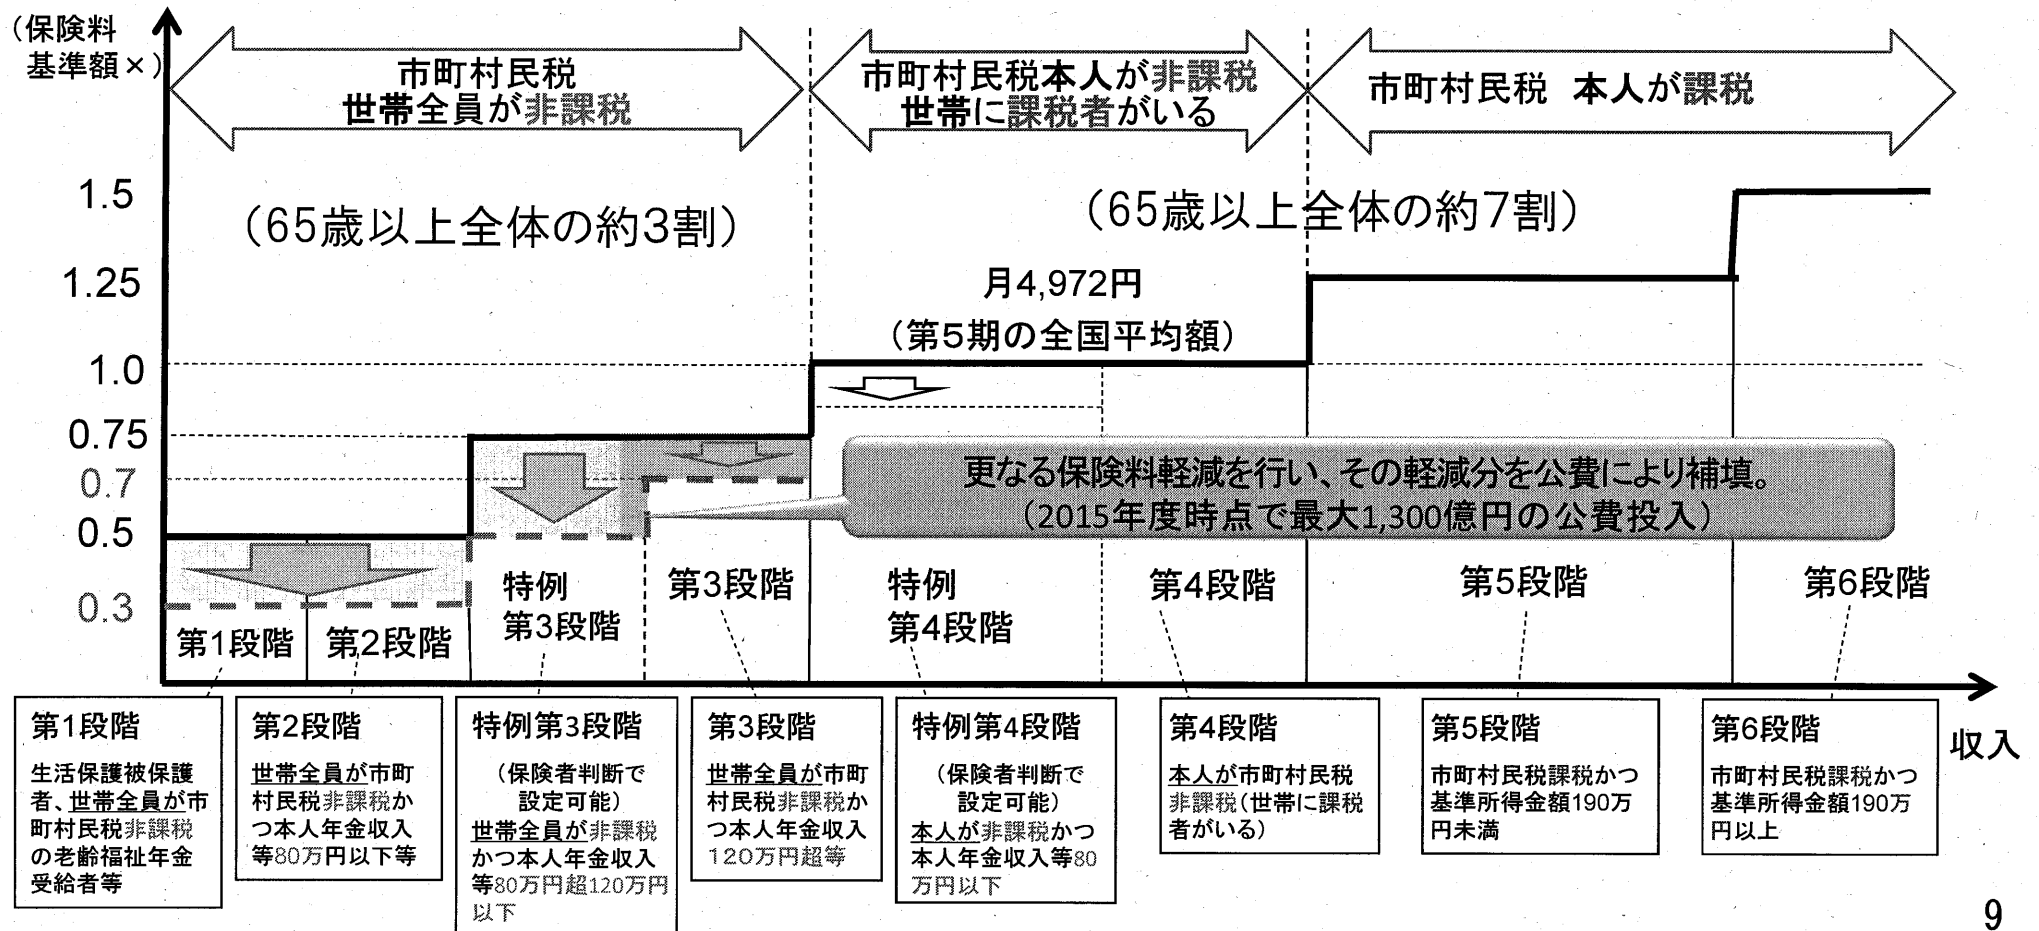 （保険料
基準額×）
市町村民税
世帯全員が非課税
市町村民税本人が非課税
世帯に課税者がいる
市町村民税 本人が課税
1.5
1.25
1.0
0.75
0.7
0.5
0.3
（65歳以上全体の約3割）
（65歳以上全体の約7割）
月4,972円
（第5期の全国平均額）
更なる保険料軽減を行い、その軽減分を公費により補填。
（2015年度時点で最大1,300億円の公費投入）
第1段階
第2段階
特例
第3段階
第3段階
特例
第4段階
第4段階
第5段階
第6段階
収入
第1段階
生活保護被保護
者、世帯全員が市
町村民税非課税
の老齢福祉年金
受給者等
第2段階
世帯全員が市町
村民税非課税か
つ本人年金収入
等80万円以下等
特例第3段階
（保険者判断で
設定可能）
世帯全員が非課税
かつ本人年金収入
等80万円超120万円
以下
第3段階
世帯全員が市町
村民税非課税か
つ本人年金収入
120万円超等
特例第4段階
（保険者判断で
設定可能）
本人が非課税かつ
本人年金収入等80
万円以下
第4段階
本人が市町村民税
非課税（世帯に課税
者がいる）
第5段階
市町村民税課税かつ
基準所得金額190万
円未満
第6段階
市町村民税課税かつ
基準所得金額190万
円以上
9